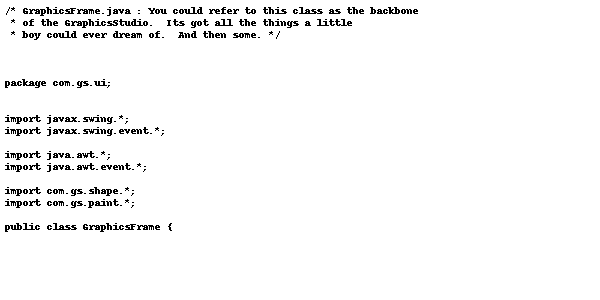 /* GraphicsFrame.java : You could refer to this class as the backbone
* of the GraphicsStudio.  Its got all the things a little
* boy could ever dream of.  And then some. */
package com.gs.ui;
import javax.swing.*;
import javax.swing.event.*;
import java.awt.*;
import java.awt.event.*;
import com.gs.shape.*;
import com.gs.paint.*;
public class GraphicsFrame {